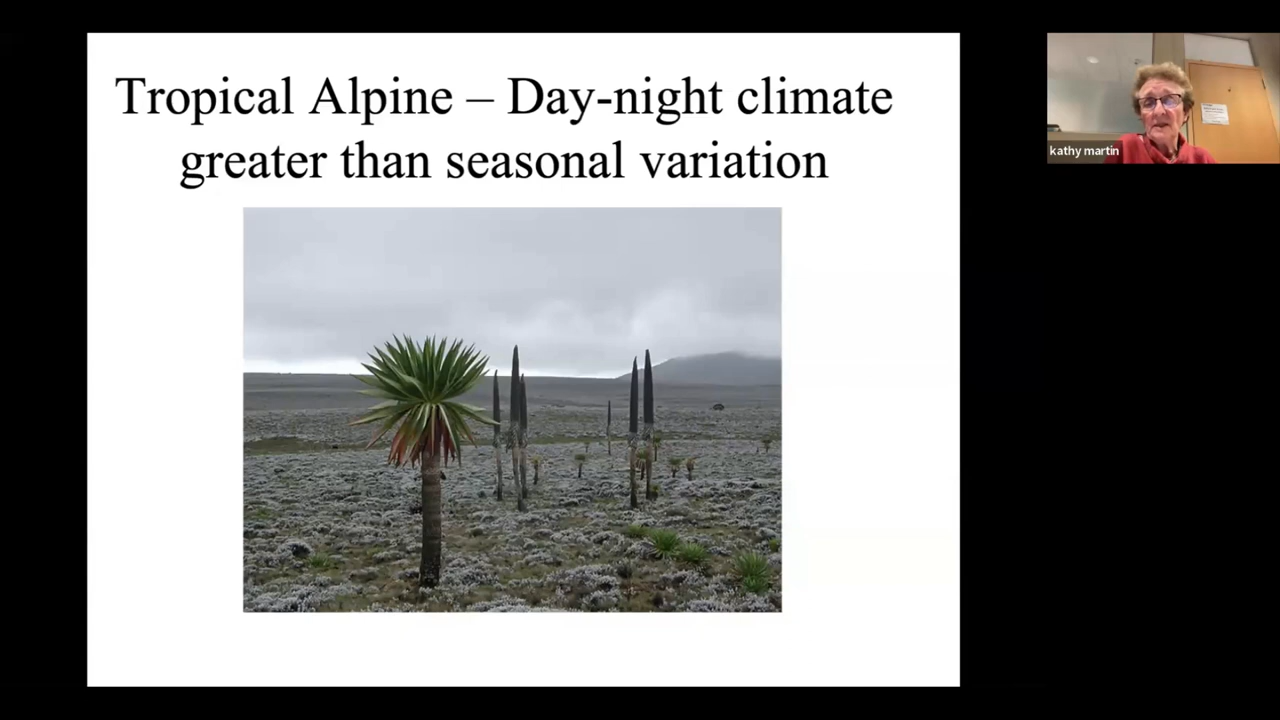 Tropical Alpine – Day-night climate
greater than seasonal variation
kathy martin